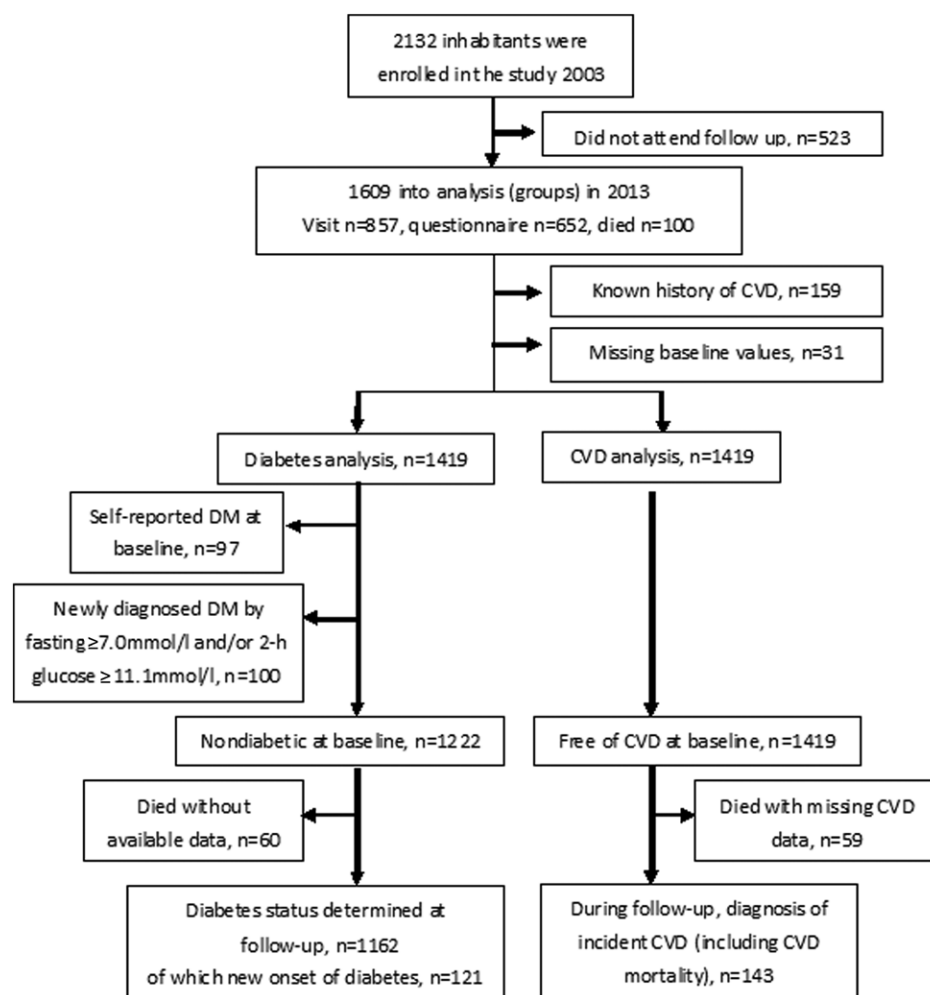 2132 inhabitants were
enrolled in the study 2003
Did not attend follow up, n=523
1609 into analysis (groups) in 2013
Visit n=857, questionnaire n=652, died n=100
Known history of CVD, n=159
Missing baseline values, n=31
Diabetes analysis, n=1419
CVD analysis, n=1419
Self-reported DM at
baseline, n=97
Newly diagnosed DM by
fasting ≥7.0mmol/l and/or 2-h
glucose ≥ 11.1mmol/l, n=100
Nondiabetic at baseline, n=1222
Free of CVD at baseline, n=1419
Died without
available data, n=60
Died with missing CVD
data, n=59
Diabetes status determined at
follow-up, n=1162
of which new onset of diabetes, n=121
During follow-up, diagnosis of
incident CVD (including CVD
mortality), n=143